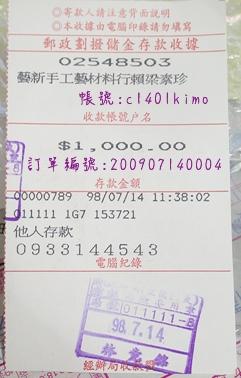 ◎寄款人請注意背面說明
◎本收據由電腦印錄請勿填寫
郵政劃撥儲金存款收據
02548503
藝新手工藝材料行賴梁素珍
帳號:c1401kimo
收款帳號戶名
$1,000.00
訂單編號:200907140004
存款金額
00000789 98/07/14 11:38:02
011111 1G7 153721
他人存款
0933144543
電腦紀錄
011111-B
98.7.14
經辦局收款戳